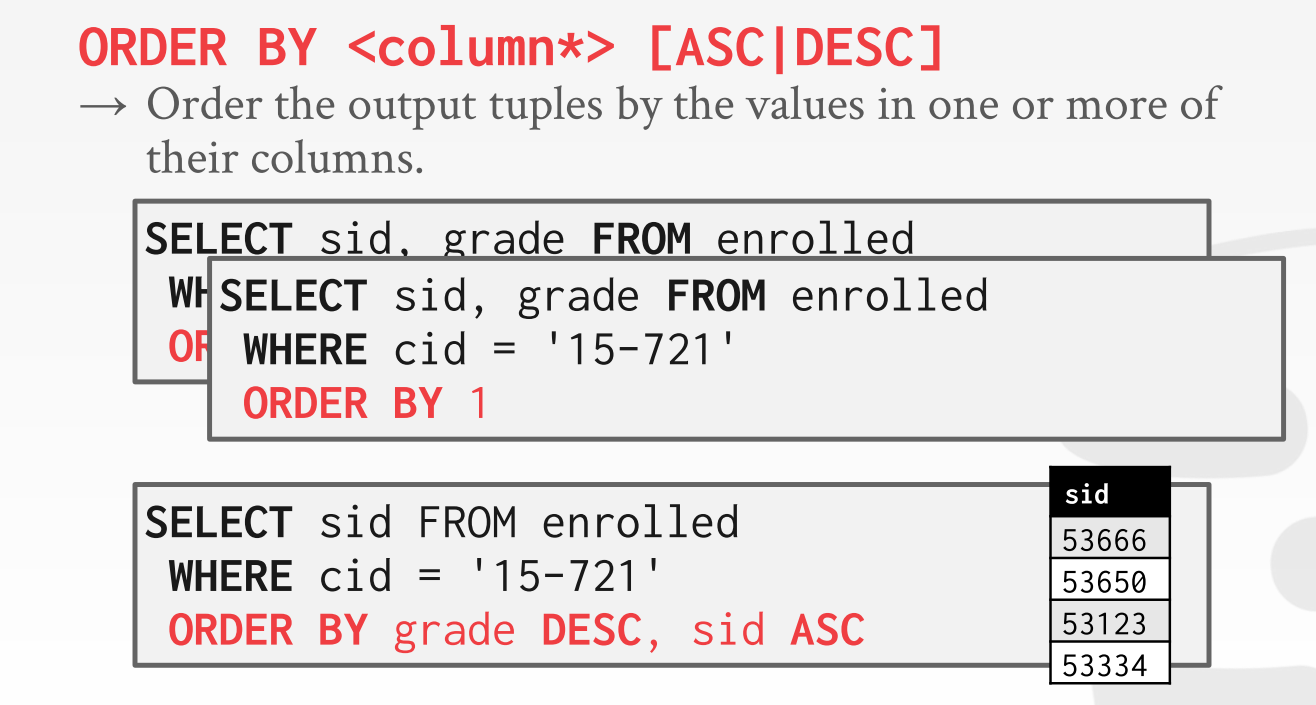 ORDER BY <column*> [ASC|DESC]
→ Order the output tuples by the values in one or more of
their columns.
SELECT sid, grade FROM enrolled
SELECT sid, grade FROM enrolled
WHERE cid = '15-721'
ORDER BY 1
SELECT sid FROM enrolled
WHERE cid = '15-721'
ORDER BY grade DESC, sid ASC
sid
53666
53650
53123
53334